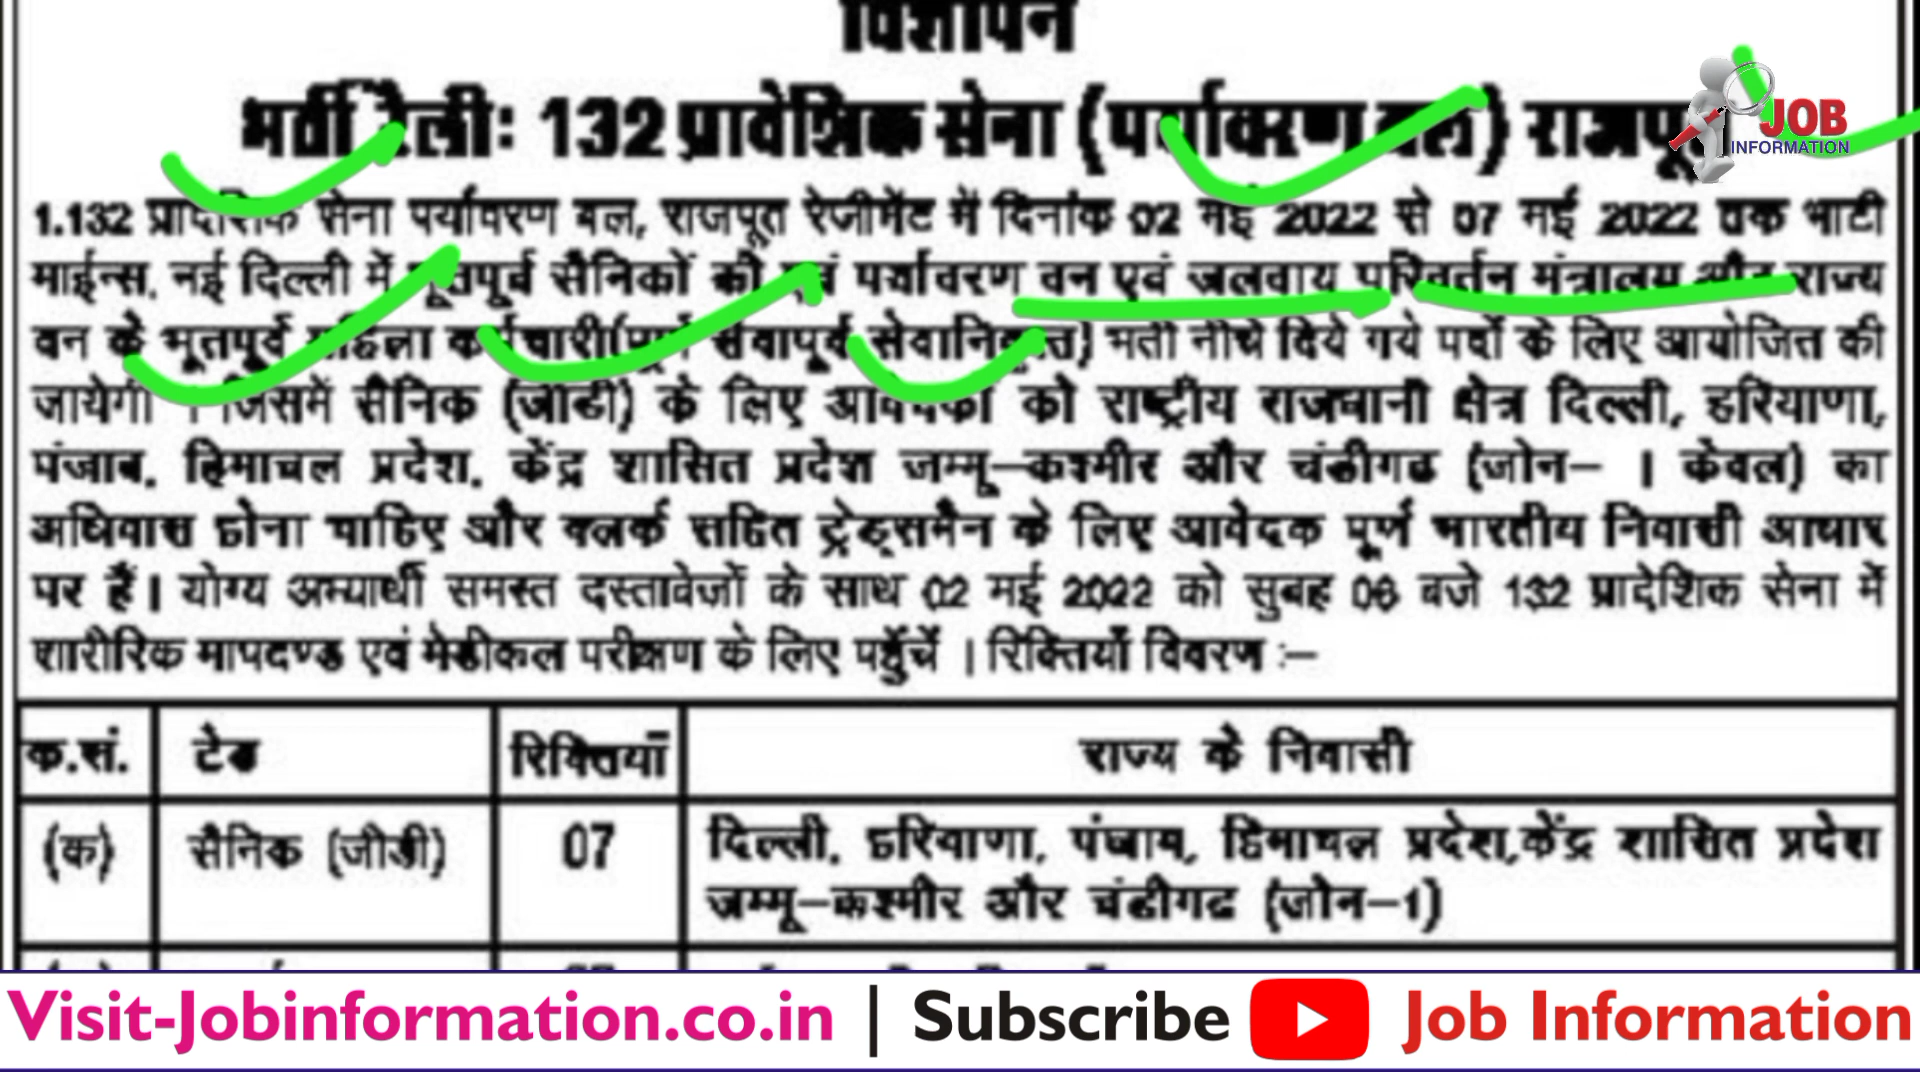 विज्ञापन
भर्ती रैली: 132 प्रादेशिक सेना (पर्यावरण बल) राजपूत
JOB
INFORMATION
1.132 प्रादेशिक सेना पर्यावरण बल, राजपूत रेजीमेंट में दिनांक 02 मई 2022 से 07 मई 2022 तक भाटी
माईन्स, नई दिल्ली में भूतपूर्व सैनिकों की एवं पर्यावरण वन एवं जलवायु परिवर्तन मंत्रालय और राज्य
वन के भूतपूर्व महिला कर्मचारी(पूर्ण सेवापूर्व सेवानिवृत्त) भर्ती नीचे दिये गये पदों के लिए आयोजित की
जायेगी । जिसमें सैनिक (जीडी) के लिए आवेदकों को राष्ट्रीय राजधानी क्षेत्र दिल्ली, हरियाणा,
पंजाब, हिमाचल प्रदेश, केंद्र शासित प्रदेश जम्मू–कश्मीर और चंडीगढ (जोन– । केवल) का
अधिवास होना चाहिए और क्लर्क सहित ट्रेड्समैन के लिए आवेदक पूर्ण भारतीय निवासी आधार
पर हैं। योग्य अभ्यार्थी समस्त दस्तावेजों के साथ 02 मई 2022 को सुबह 06 बजे 132 प्रादेशिक सेना में
शारीरिक मापदण्ड एवं मेडीकल परीक्षण के लिए पहुँचें । रिक्तियाँ विवरण :–
क.सं. टेड रिक्तियाँ राज्य के निवासी
(क) सैनिक (जीडी) 07 दिल्ली, हरियाणा, पंजाब, हिमाचल प्रदेश,केंद्र शासित प्रदेश
जम्मू–कश्मीर और चंडीगढ (जोन–1)
Visit-Jobinformation.co.in | Subscribe Job Information